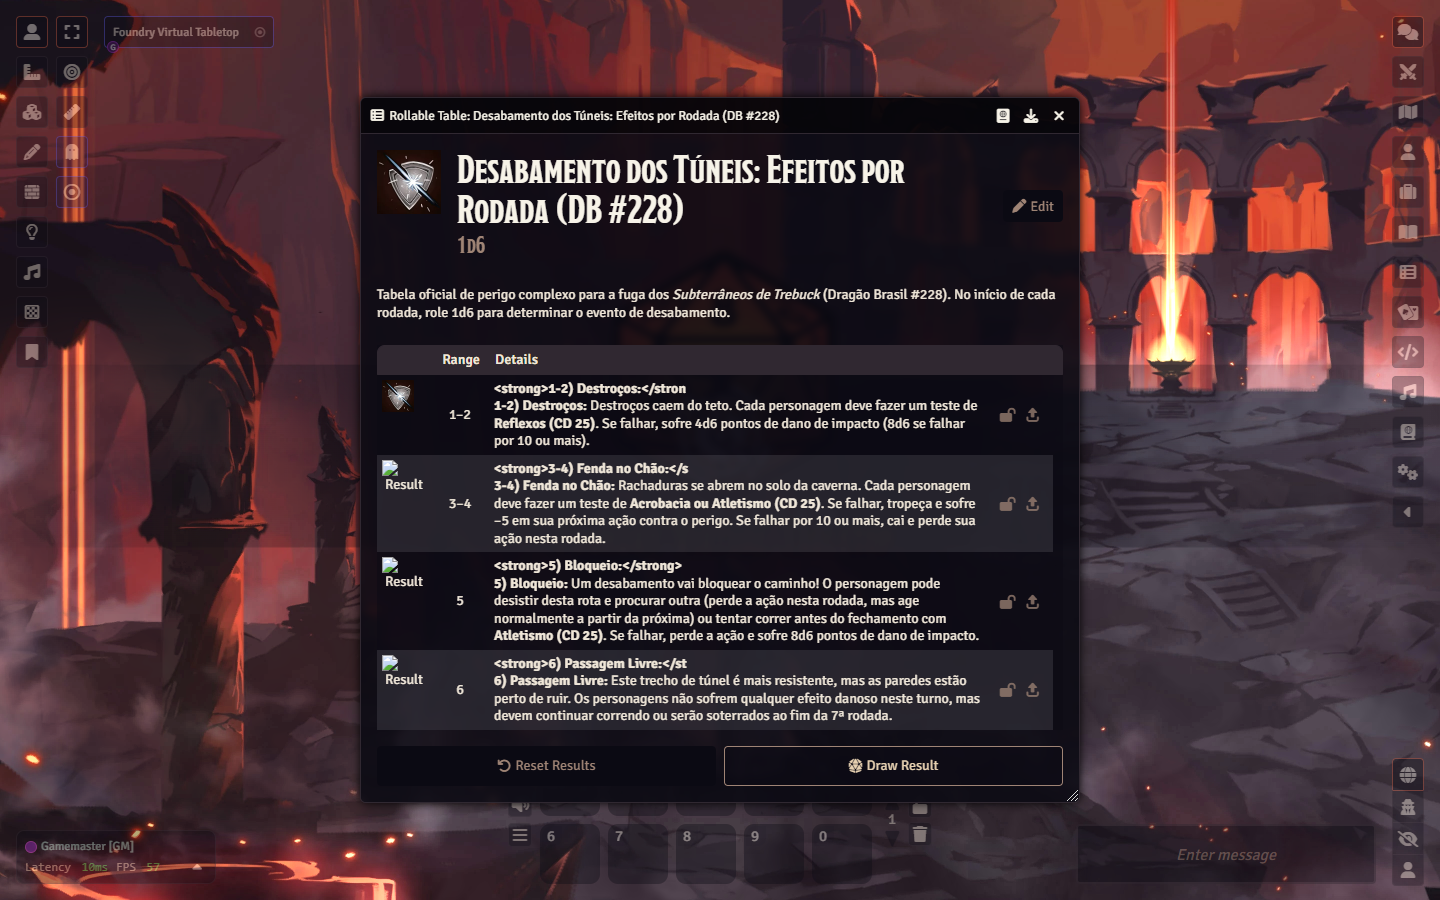 Foundry Virtual Tabletop
G
Rollable Table: Desabamento dos Túneis: Efeitos por Rodada (DB #228)
Desabamento dos Túneis: Efeitos por
Rodada (DB #228)
1d6
Edit
Tabela oficial de perigo complexo para a fuga dos Subterrâneos de Trebuck (Dragão Brasil #228). No início de cada
rodada, role 1d6 para determinar o evento de desabamento.
Range Details
<strong>1-2) Destroços:</stron
1–2
1-2) Destroços: Destroços caem do teto. Cada personagem deve fazer um teste de
Reflexos (CD 25). Se falhar, sofre 4d6 pontos de dano de impacto (8d6 se falhar
por 10 ou mais).
Result
<strong>3-4) Fenda no Chão:</s
3–4
3-4) Fenda no Chão: Rachaduras se abrem no solo da caverna. Cada personagem
deve fazer um teste de Acrobacia ou Atletismo (CD 25). Se falhar, tropeça e sofre
–5 em sua próxima ação contra o perigo. Se falhar por 10 ou mais, cai e perde sua
ação nesta rodada.
Result
<strong>5) Bloqueio:</strong>
5
5) Bloqueio: Um desabamento vai bloquear o caminho! O personagem pode
desistir desta rota e procurar outra (perde a ação nesta rodada, mas age
normalmente a partir da próxima) ou tentar correr antes do fechamento com
Atletismo (CD 25). Se falhar, perde a ação e sofre 8d6 pontos de dano de impacto.
Result
<strong>6) Passagem Livre:</st
6
6) Passagem Livre: Este trecho de túnel é mais resistente, mas as paredes estão
perto de ruir. Os personagens não sofrem qualquer efeito danoso neste turno, mas
devem continuar correndo ou serão soterrados ao fim da 7ª rodada.
Reset Results
Draw Result
6 7 8 9 0
1
Gamemaster [GM]
Latency 10ms FPS 57
Enter message